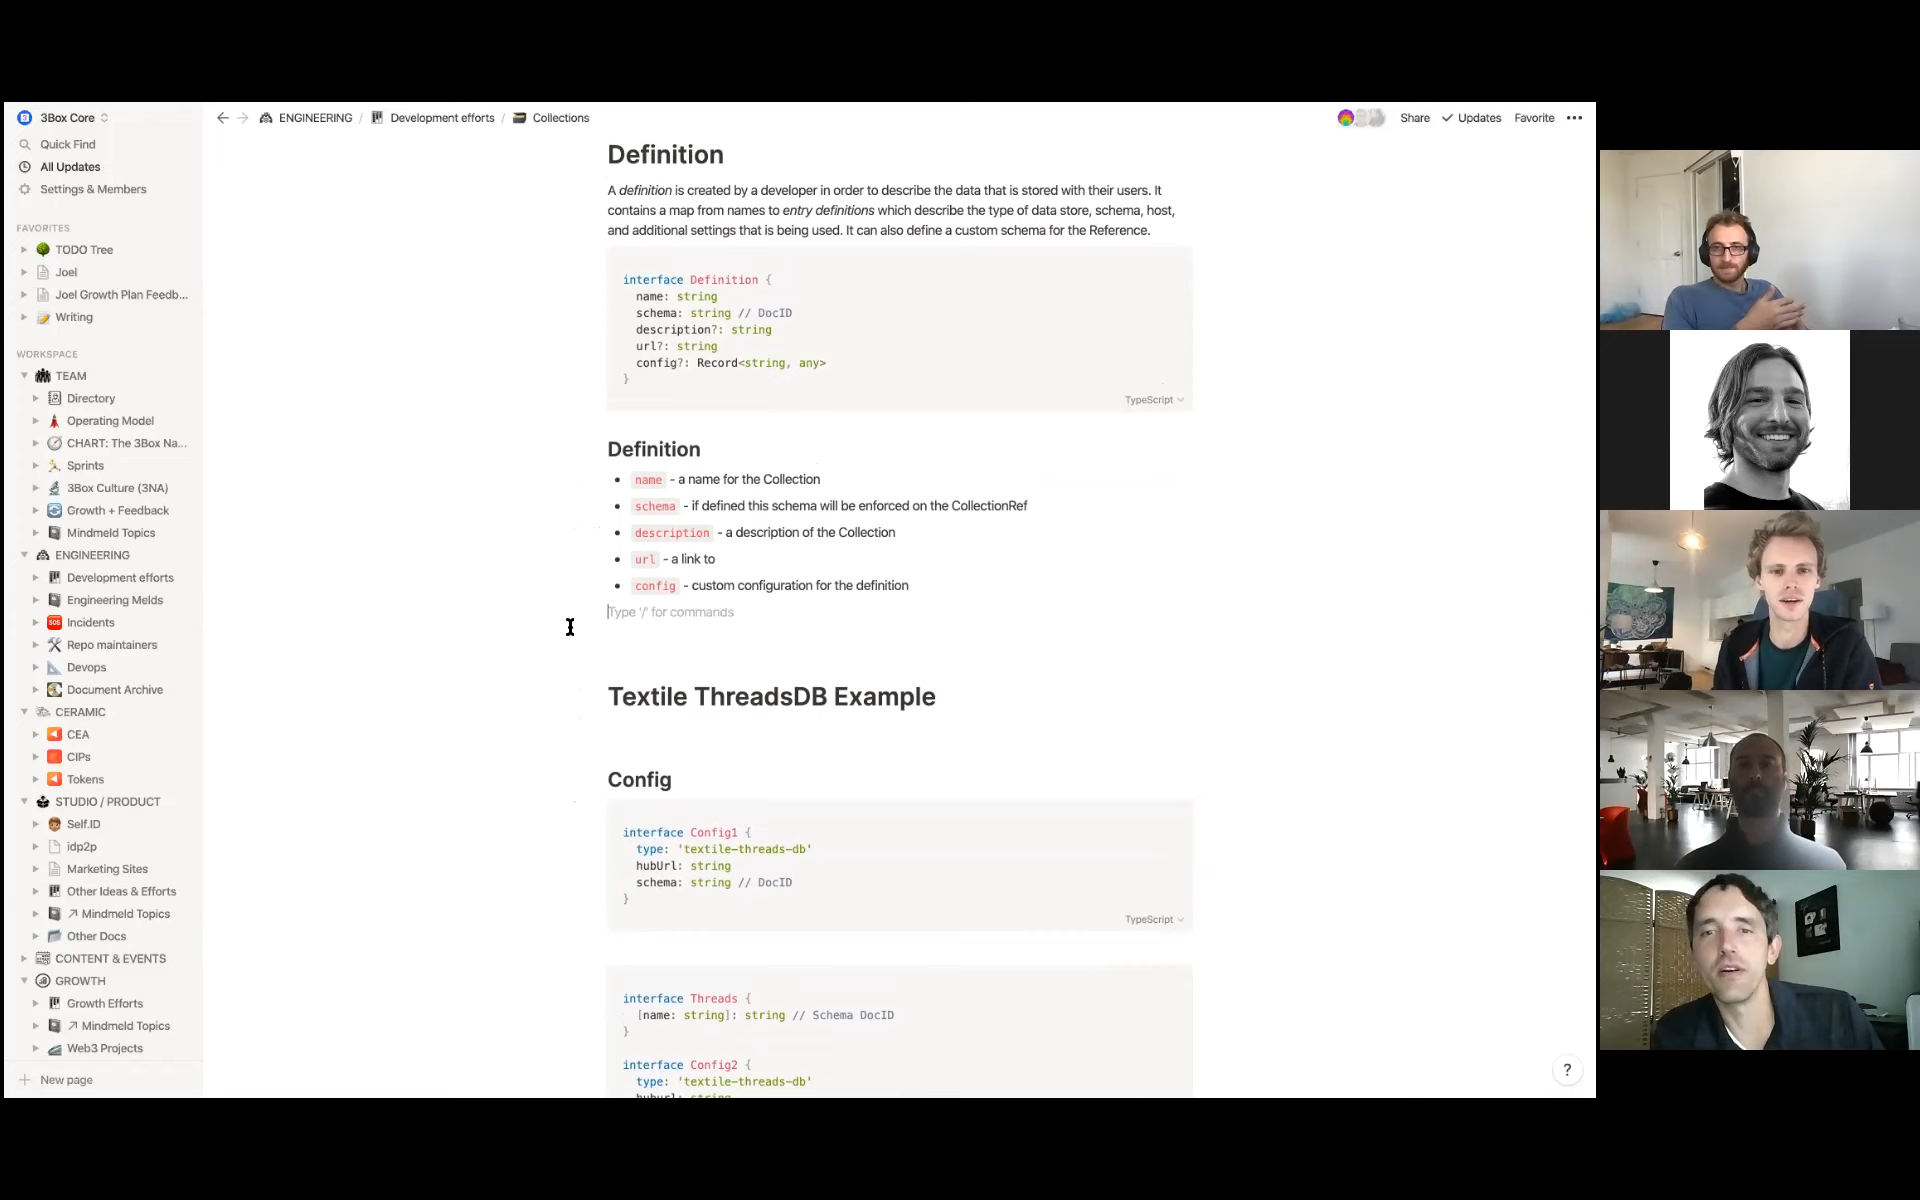 3Box Core
Quick Find
All Updates
Settings & Members
FAVORITES
TODO Tree
Joel
Joel Growth Plan Feedb...
Writing
WORKSPACE
TEAM
Directory
Operating Model
CHART: The 3Box Na...
Sprints
3Box Culture (3NA)
Growth + Feedback
Mindmeld Topics
ENGINEERING
Development efforts
Engineering Melds
SOS Incidents
Repo maintainers
Devops
Document Archive
CERAMIC
CEA
CIPs
Tokens
STUDIO / PRODUCT
Self.ID
idp2p
Marketing Sites
Other Ideas & Efforts
↗ Mindmeld Topics
Other Docs
CONTENT & EVENTS
GROWTH
Growth Efforts
↗ Mindmeld Topics
Web3 Projects
+ New page
← → ENGINEERING / Development efforts / Collections
Share ✓ Updates Favorite •••
Definition
A definition is created by a developer in order to describe the data that is stored with their users. It
contains a map from names to entry definitions which describe the type of data store, schema, host,
and additional settings that is being used. It can also define a custom schema for the Reference.
interface Definition {
name: string
schema: string // DocID
description?: string
url?: string
config?: Record<string, any>
}
TypeScript
Definition
• name - a name for the Collection
• schema - if defined this schema will be enforced on the CollectionRef
• description - a description of the Collection
• url - a link to
• config - custom configuration for the definition
Type '/' for commands
Textile ThreadsDB Example
Config
interface Config1 {
type: 'textile-threads-db'
hubUrl: string
schema: string // DocID
}
TypeScript
interface Threads {
[name: string]: string // Schema DocID
}
interface Config2 {
type: 'textile-threads-db'
huburl: string
?